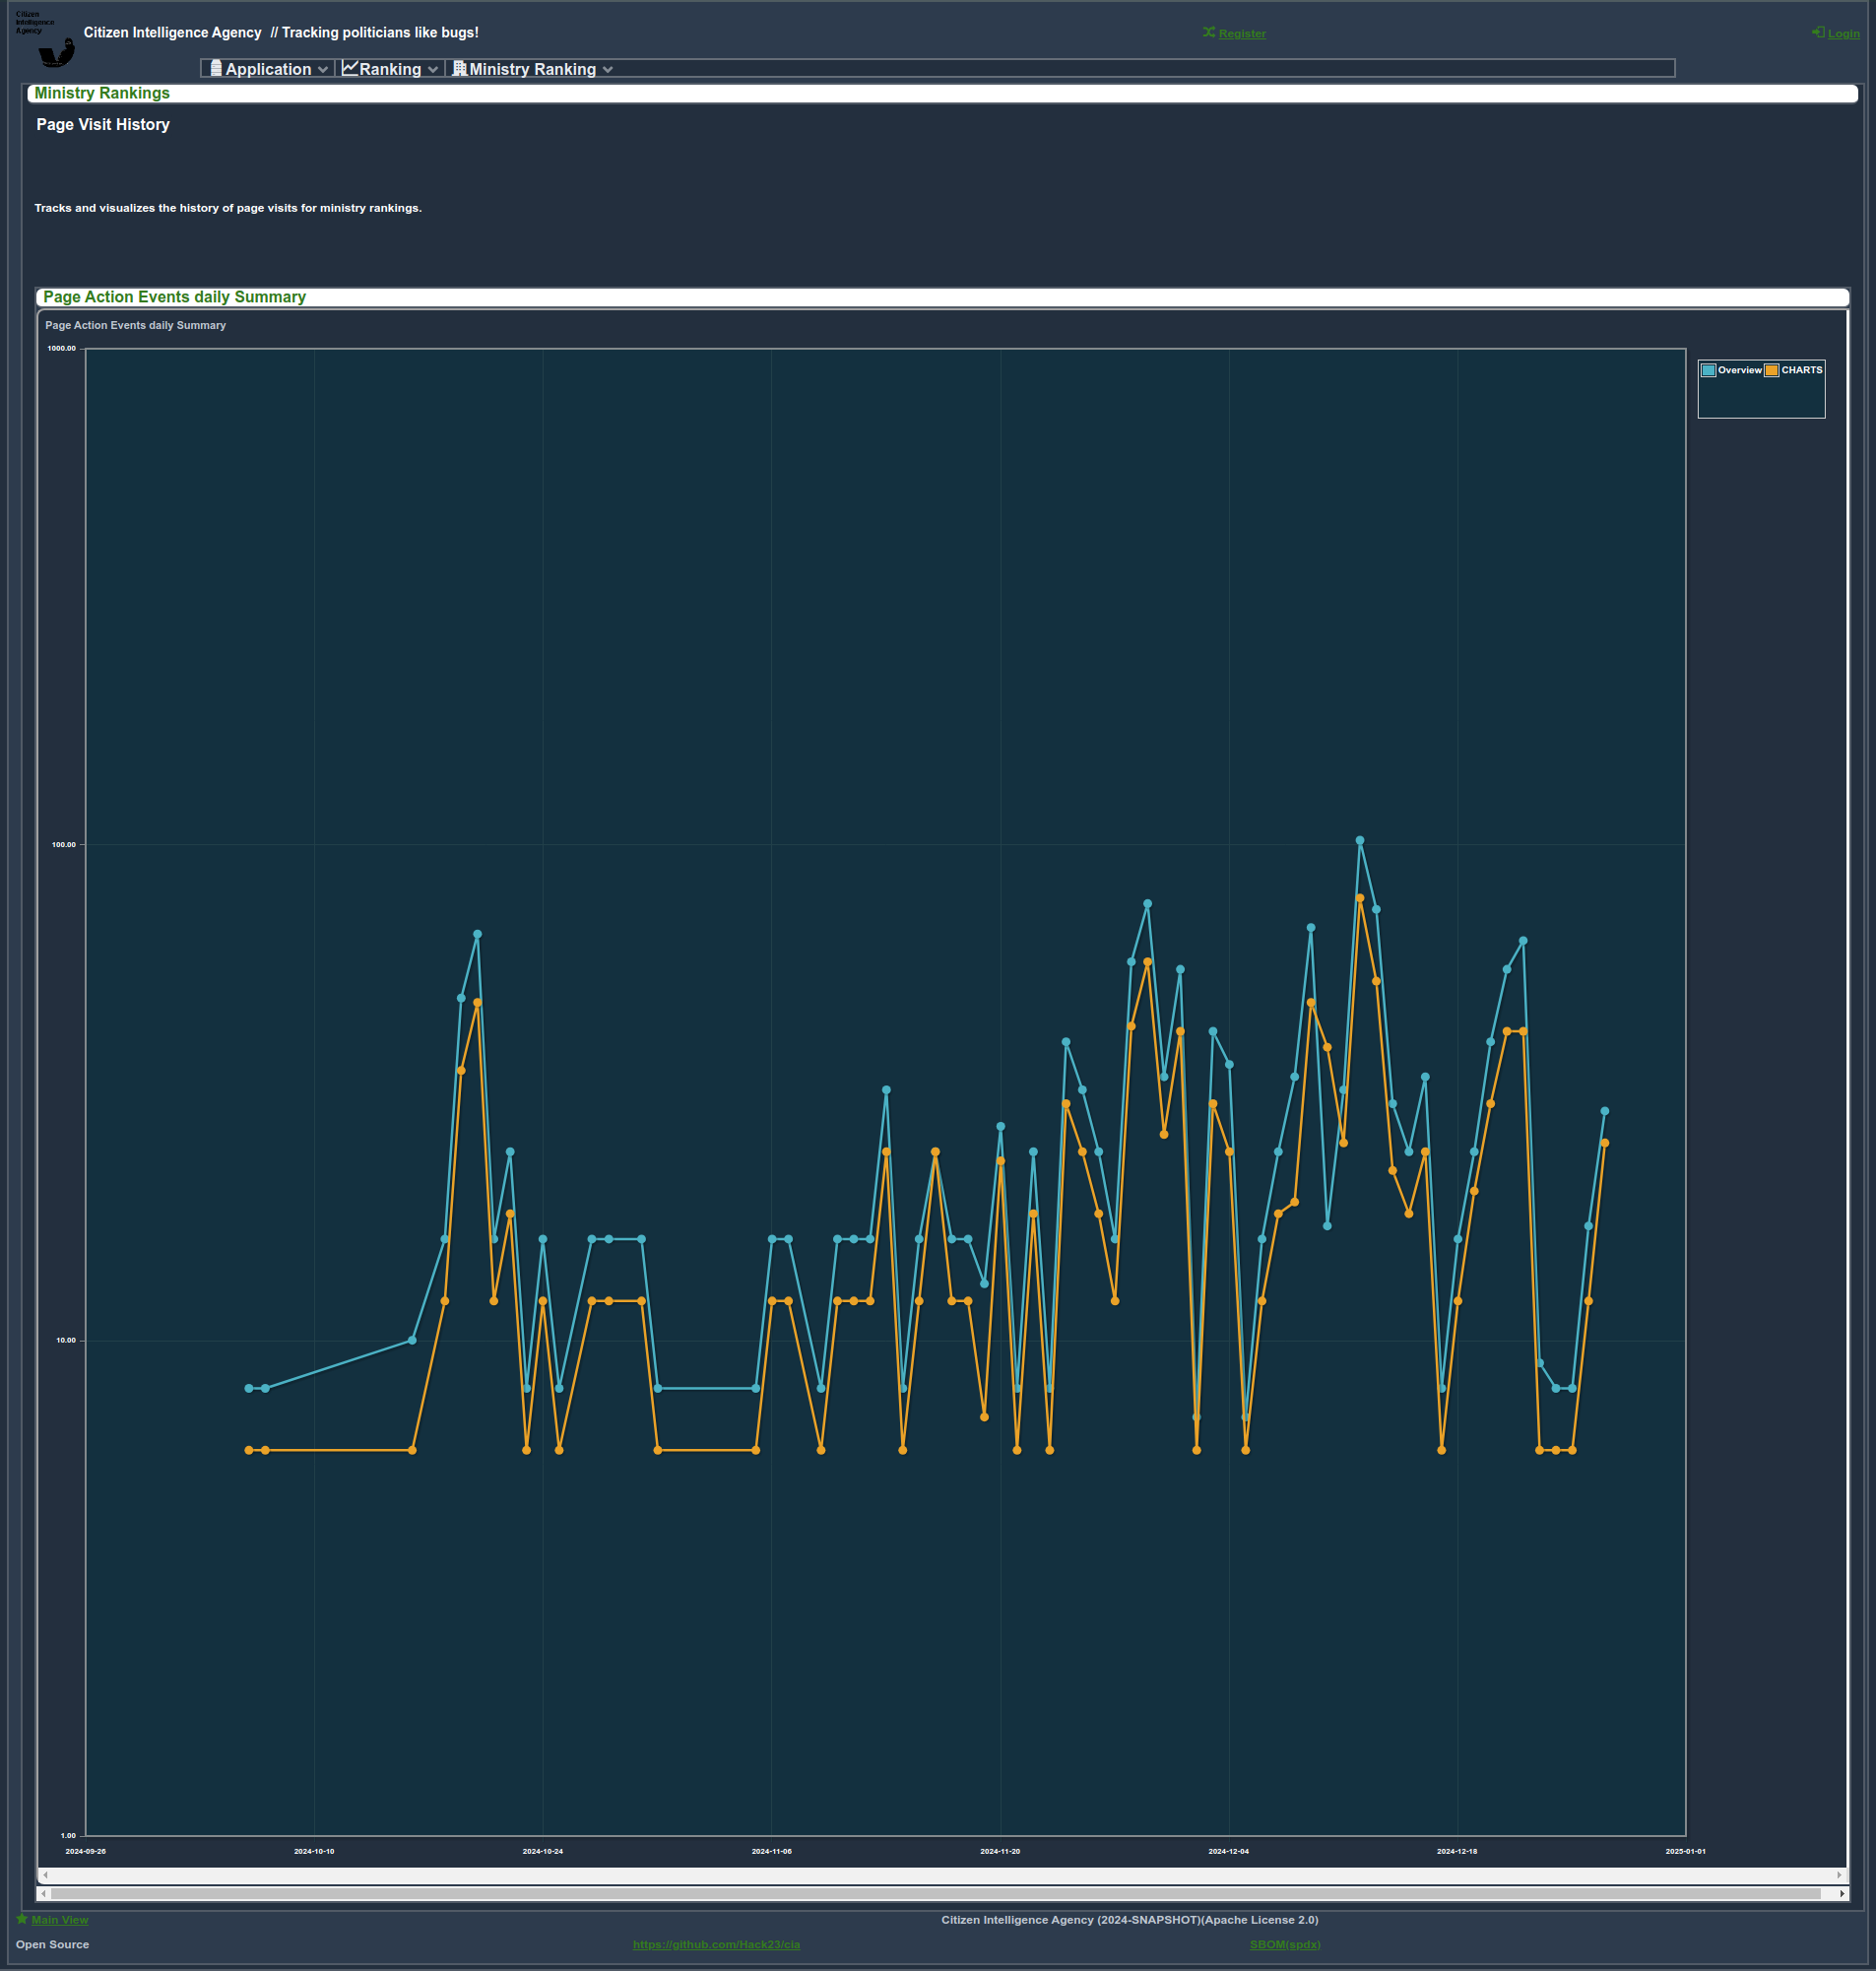 Citizen
Intelligence
Agency
Citizen Intelligence Agency // Tracking politicians like bugs!
Register
Login
Application Ranking Ministry Ranking
Ministry Rankings
Page Visit History
Tracks and visualizes the history of page visits for ministry rankings.
Page Action Events daily Summary
Page Action Events daily Summary
1000.00
Overview CHARTS
100.00
10.00
1.00
2024-09-26 2024-10-10 2024-10-24 2024-11-06 2024-11-20 2024-12-04 2024-12-18 2025-01-01
Main View
Citizen Intelligence Agency (2024-SNAPSHOT)(Apache License 2.0)
Open Source
https://github.com/Hack23/cia
SBOM(spdx)